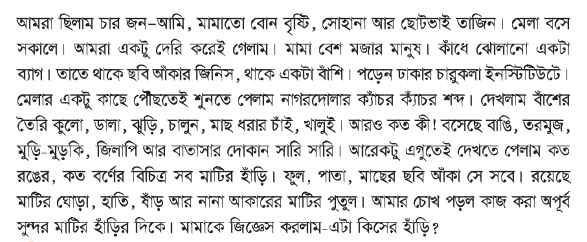 আমরা ছিলাম চার জন–আমি, মামাতো বোন বৃষ্টি, সোহানা আর ছোটভাই তাজিন। মেলা বসে
সকালে। আমরা একটু দেরি করেই গেলাম। মামা বেশ মজার মানুষ। কাঁধে ঝোলানো একটা
ব্যাগ। তাতে থাকে ছবি আঁকার জিনিস, থাকে একটা বাঁশি। পড়েন ঢাকার চারুকলা ইনস্টিটিউটে।
মেলার একটু কাছে পৌঁছতেই শুনতে পেলাম নাগরদোলার ক্যাঁচর ক্যাঁচর শব্দ। দেখলাম বাঁশের
তৈরি কুলো, ডালা, ঝুড়ি, চালুন, মাছ ধরার চাঁই, খালুই। আরও কত কী! বসেছে বাঙি, তরমুজ,
মুড়ি-মুড়কি, জিলাপি আর বাতাসার দোকান সারি সারি। আরেকটু এগুতেই দেখতে পেলাম কত
রঙের, কত বর্ণের বিচিত্র সব মাটির হাঁড়ি। ফুল, পাতা, মাছের ছবি আঁকা সে সবে। রয়েছে
মাটির ঘোড়া, হাতি, ষাঁড় আর নানা আকারের মাটির পুতুল। আমার চোখ পড়ল কাজ করা অপূর্ব
সুন্দর মাটির হাঁড়ির দিকে। মামাকে জিজ্ঞেস করলাম-এটা কিসের হাঁড়ি?